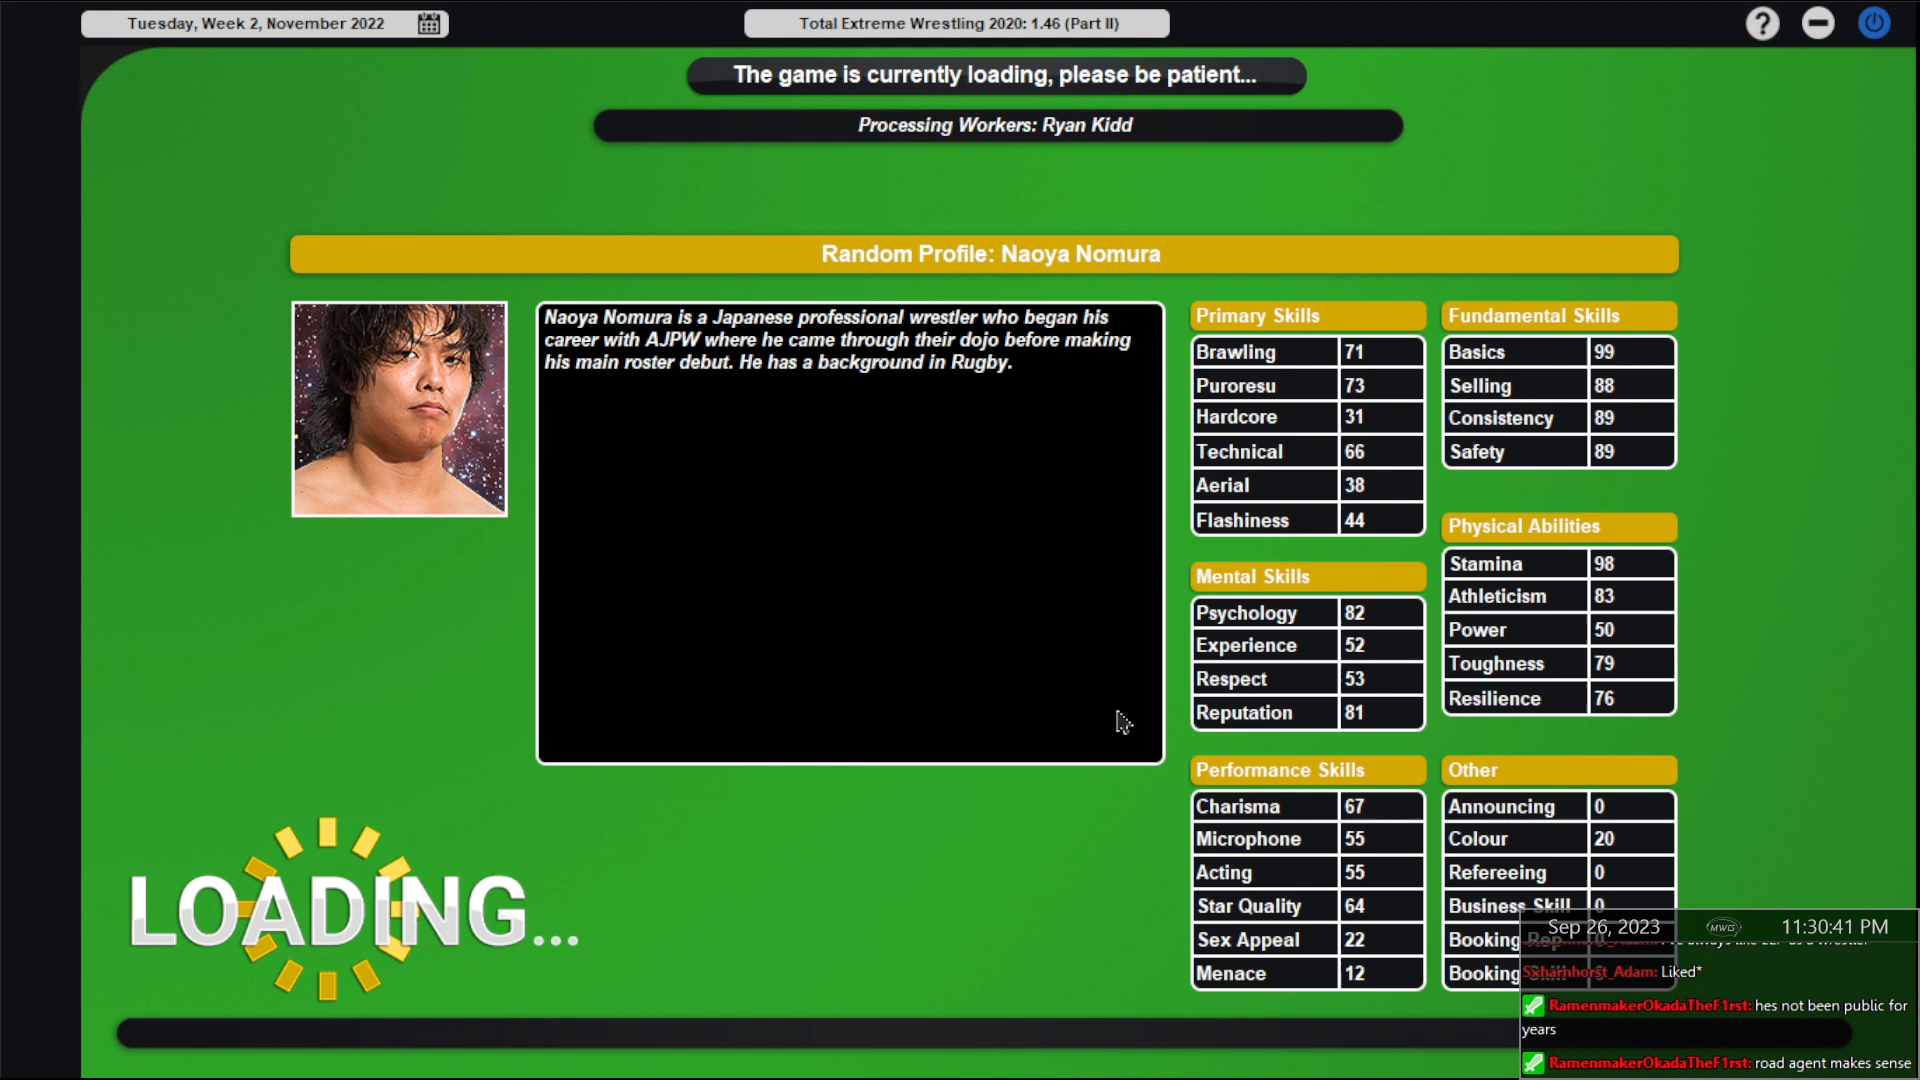 Tuesday, Week 2, November 2022
Total Extreme Wrestling 2020: 1.46 (Part II)
?
The game is currently loading, please be patient...
Processing Workers: Ryan Kidd
Random Profile: Naoya Nomura
Naoya Nomura is a Japanese professional wrestler who began his
career with AJPW where he came through their dojo before making
his main roster debut. He has a background in Rugby.
Primary Skills
Brawling 71
Puroresu 73
Hardcore 31
Technical 66
Aerial 38
Flashiness 44
Mental Skills
Psychology 82
Experience 52
Respect 53
Reputation 81
Performance Skills
Charisma 67
Microphone 55
Acting 55
Star Quality 64
Sex Appeal 22
Menace 12
Fundamental Skills
Basics 99
Selling 88
Consistency 89
Safety 89
Physical Abilities
Stamina 98
Athleticism 83
Power 50
Toughness 79
Resilience 76
Other
Announcing 0
Colour 20
Refereeing 0
Business Skill 0
Booking Rep
Booking
LOADING...
Sep 26, 2023 MWG 11:30:41 PM
Sxharnhorst_Adam: Liked*
RamenmakerOkadaTheF1rst: hes not been public for
years
RamenmakerOkadaTheF1rst: road agent makes sense